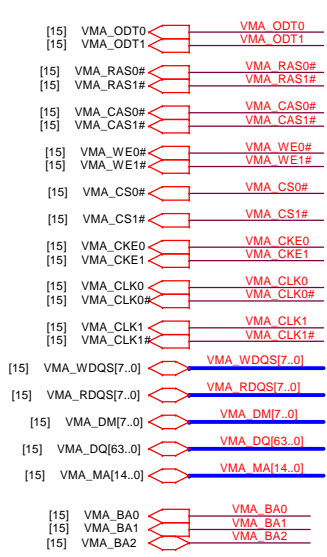 [15] VMA_ODT0 VMA_ODT0
[15] VMA_ODT1 VMA_ODT1
[15] VMA_RAS0# VMA_RAS0#
[15] VMA_RAS1# VMA_RAS1#
[15] VMA_CAS0# VMA_CAS0#
[15] VMA_CAS1# VMA_CAS1#
[15] VMA_WE0# VMA_WE0#
[15] VMA_WE1# VMA_WE1#
[15] VMA_CS0# VMA_CS0#
[15] VMA_CS1# VMA_CS1#
[15] VMA_CKE0 VMA_CKE0
[15] VMA_CKE1 VMA_CKE1
[15] VMA_CLK0 VMA_CLK0
[15] VMA_CLK0# VMA_CLK0#
[15] VMA_CLK1 VMA_CLK1
[15] VMA_CLK1# VMA_CLK1#
[15] VMA_WDQS[7..0] VMA_WDQS[7..0]
[15] VMA_RDQS[7..0] VMA_RDQS[7..0]
[15] VMA_DM[7..0] VMA_DM[7..0]
[15] VMA_DQ[63..0] VMA_DQ[63..0]
[15] VMA_MA[14..0] VMA_MA[14..0]
[15] VMA_BA0 VMA_BA0
[15] VMA_BA1 VMA_BA1
[15] VMA_BA2 VMA_BA2